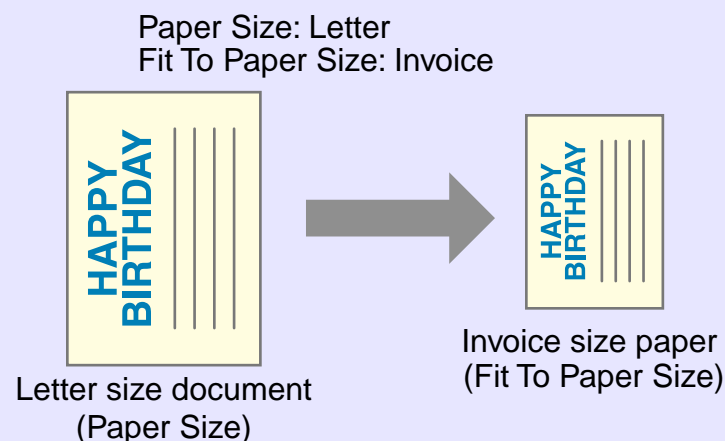 Paper Size: Letter
Fit To Paper Size: Invoice
HAPPY
BIRTHDAY
HAPPY
BIRTHDAY
Letter size document
(Paper Size)
Invoice size paper
(Fit To Paper Size)